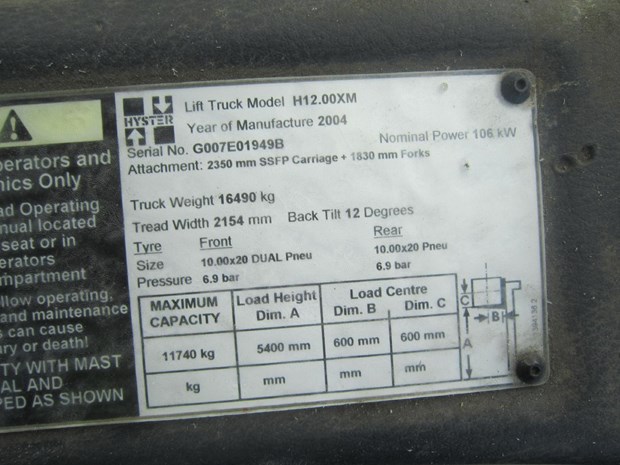 HYSTER
Lift Truck Model H12.00XM
Year of Manufacture 2004
Serial No. G007E01949B
Nominal Power 106 kW
Attachment: 2350 mm SSFP Carriage + 1830 mm Forks
Truck Weight 16490 kg
Tread Width 2154 mm Back Tilt 12 Degrees
Tyre Front Rear
Size 10.00x20 DUAL Pneu 10.00x20 Pneu
Pressure 6.9 bar 6.9 bar
MAXIMUM CAPACITY Load Height Dim. A Load Centre Dim. B Dim. C
11740 kg 5400 mm 600 mm 600 mm
kg mm mm mm
C
B
A
perators and
nics Only
ad Operating
nual located
seat or in
erators
mpartment
llow operating,
and maintenance
s can cause
ury or death!
TY WITH MAST
AL AND
PED AS SHOWN